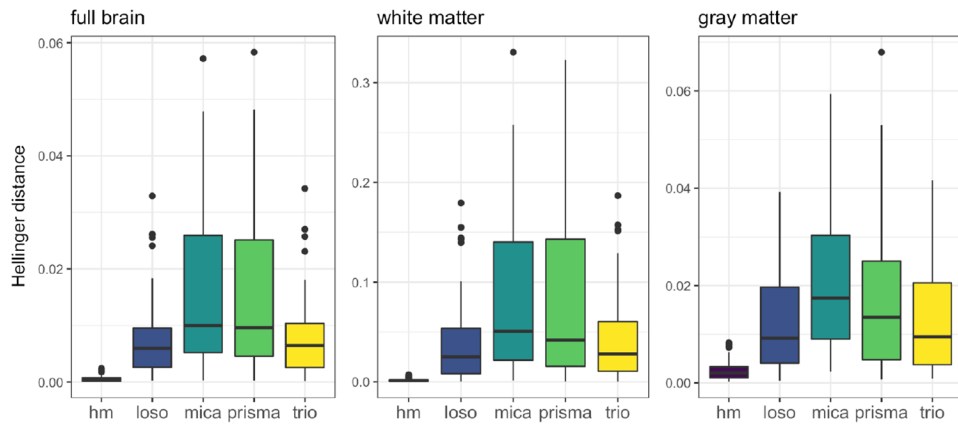 full brain
white matter
gray matter
Hellinger distance
0.06
0.04
0.02
0.00
hm loso mica prisma trio
0.3
0.2
0.1
0.0
hm loso mica prisma trio
0.06
0.04
0.02
0.00
hm loso mica prisma trio